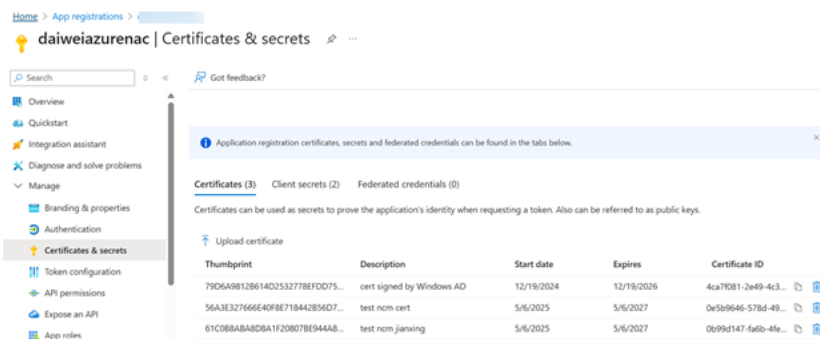 Home > App registrations >
daiweiazurenac | Certificates & secrets
Search
Got feedback?
Overview
Quickstart
Application registration certificates, secrets and federated credentials can be found in the tabs below.
Integration assistant
Diagnose and solve problems
Certificates (3) Client secrets (2) Federated credentials (0)
Manage
Branding & properties
Certificates can be used as secrets to prove the application's identity when requesting a token. Also can be referred to as public keys.
Authentication
Certificates & secrets
Upload certificate
Token configuration
Thumbprint Description Start date Expires Certificate ID
API permissions
79D6A9812B614D2532778EFDD75... cert signed by Windows AD 12/19/2024 12/19/2026 4ca7f081-2e49-4c3...
Expose an API
56A3E327666E40F8E718442B56D7... test ncm cert 5/6/2025 5/6/2027 0e5b9646-578d-49...
App roles
61C0B8ABA8D8A1F20807BE944A8... test ncm jianxing 5/6/2025 5/6/2027 0b99d147-fa6b-4fe...